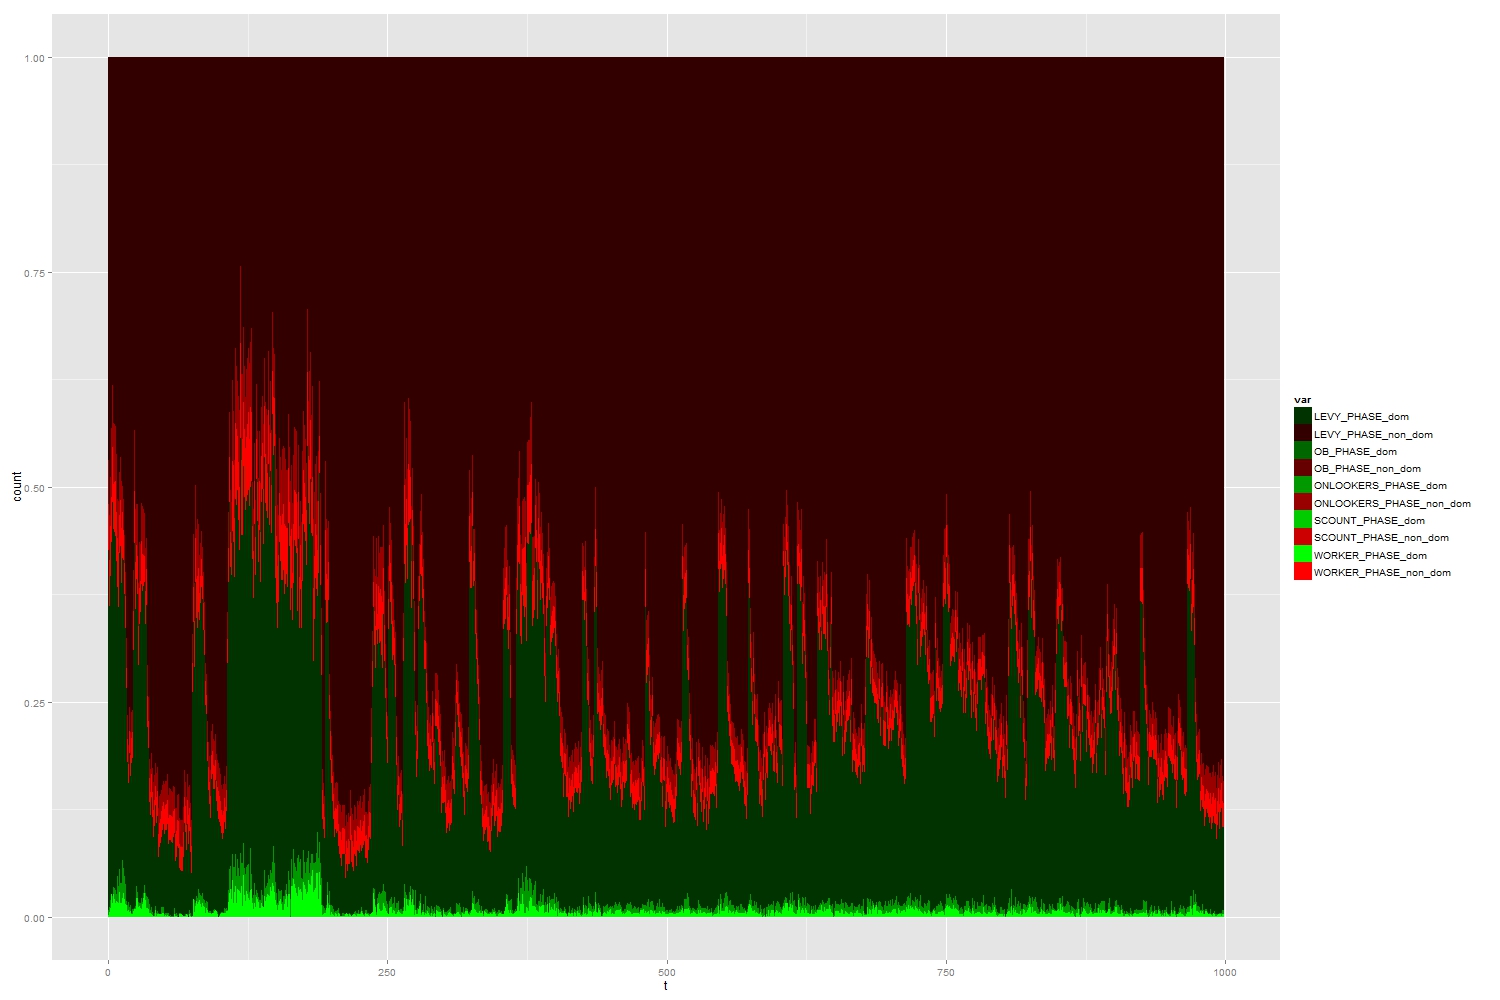 1.00
0.75
0.50
0.25
0.00
count
0
250
500
750
1000
t
var
LEVY_PHASE_dom
LEVY_PHASE_non_dom
OB_PHASE_dom
OB_PHASE_non_dom
ONLOOKERS_PHASE_dom
ONLOOKERS_PHASE_non_dom
SCOUNT_PHASE_dom
SCOUNT_PHASE_non_dom
WORKER_PHASE_dom
WORKER_PHASE_non_dom